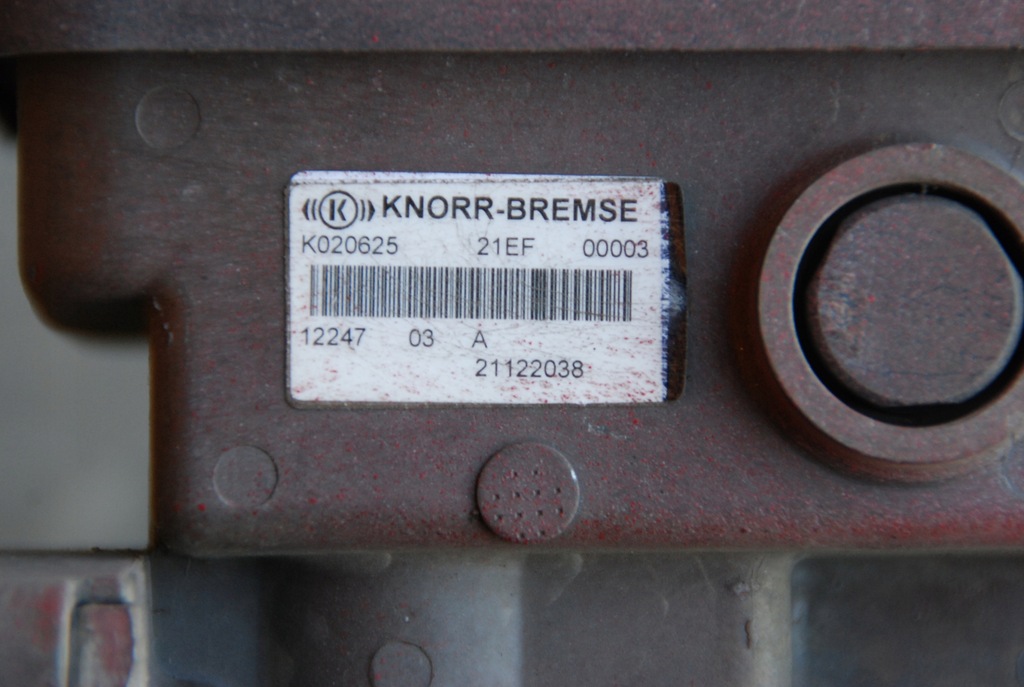 K KNORR-BREMSE
K020625 21EF 00003
12247 03 A
21122038